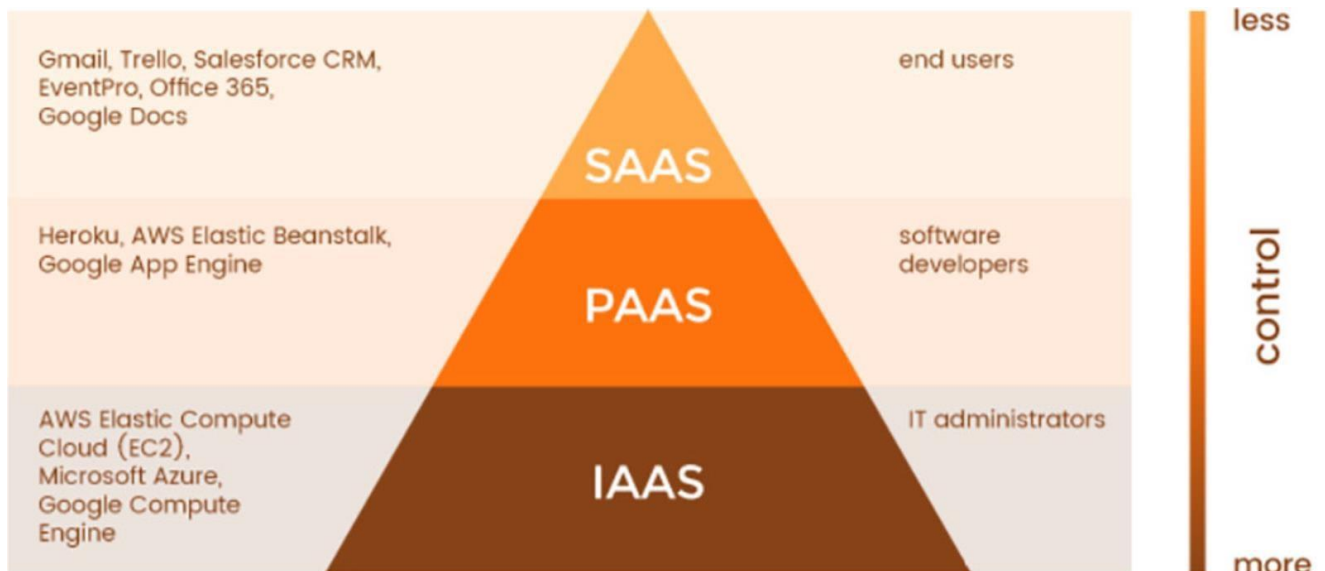 less
Gmail, Trello, Salesforce CRM,
EventPro, Office 365,
Google Docs
SAAS
end users
Heroku, AWS Elastic Beanstalk,
Google App Engine
PAAS
software
developers
control
AWS Elastic Compute
Cloud (EC2),
Microsoft Azure,
Google Compute
Engine
IAAS
IT administrators
more